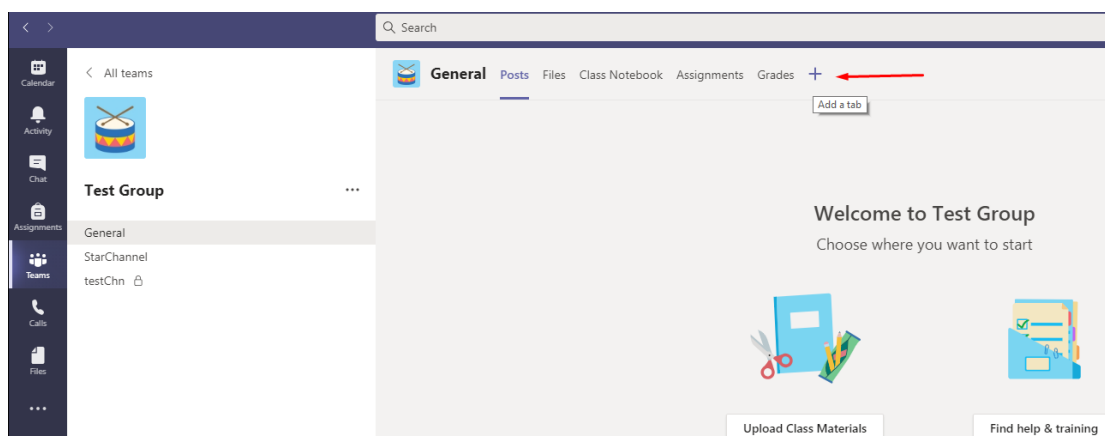 Search
Calendar
Activity
Chat
Assignments
Teams
Calls
Files
All teams
Test Group
General
StarChannel
testChn
General Posts Files Class Notebook Assignments Grades
Add a tab
Welcome to Test Group
Choose where you want to start
Upload Class Materials
Find help & training